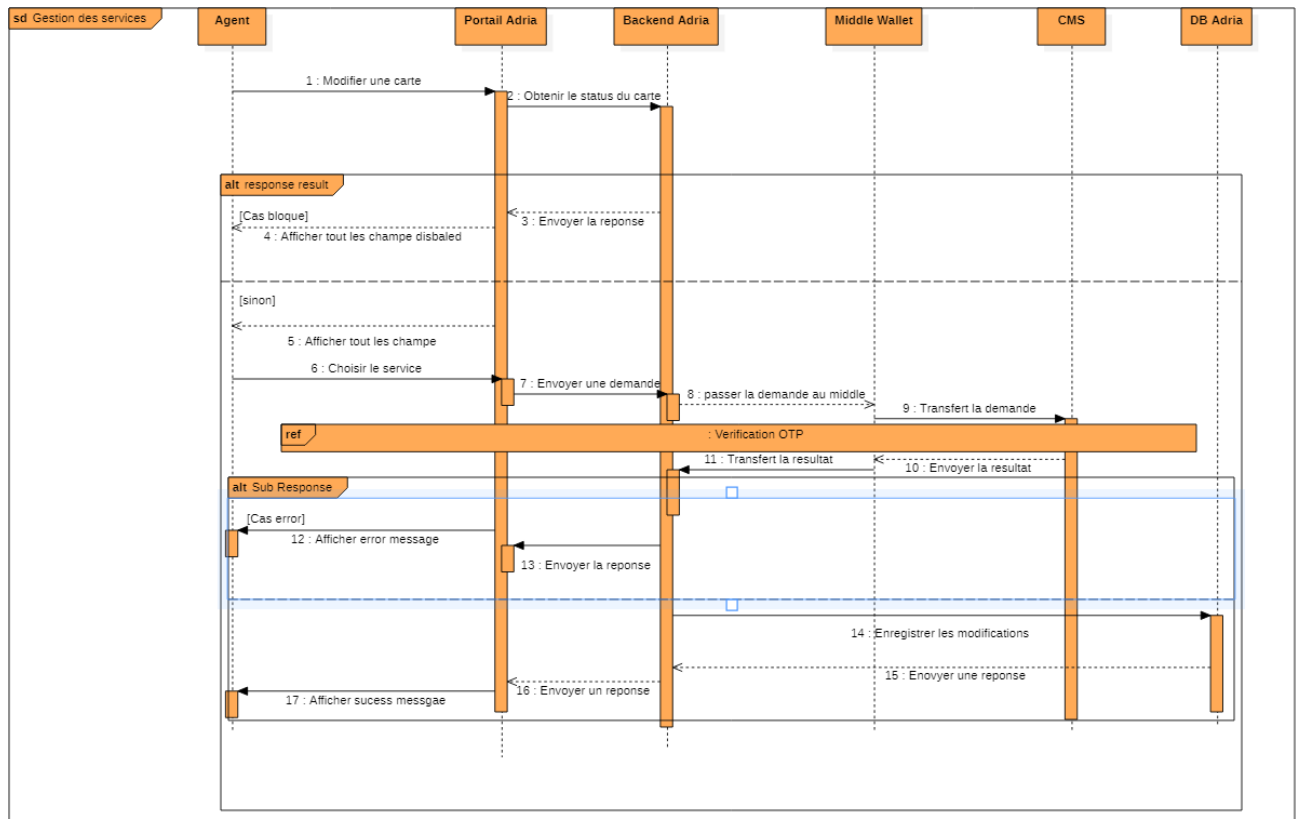 sd Gestion des services
Agent
Portail Adria
Backend Adria
Middle Wallet
CMS
DB Adria
1 : Modifier une carte
2 : Obtenir le status du carte
alt response result
[Cas bloque]
3 : Envoyer la reponse
4 : Afficher tout les champe disbaled
[sinon]
5 : Afficher tout les champe
6 : Choisir le service
7 : Envoyer une demande
8 : passer la demande au middle
9 : Transfert la demande
ref
: Verification OTP
11 : Transfert la resultat
10 : Envoyer la resultat
alt Sub Response
[Cas error]
12 : Afficher error message
13 : Envoyer la reponse
14 : Enregistrer les modifications
15 : Enovyer une reponse
16 : Envoyer un reponse
17 : Afficher sucess messgae